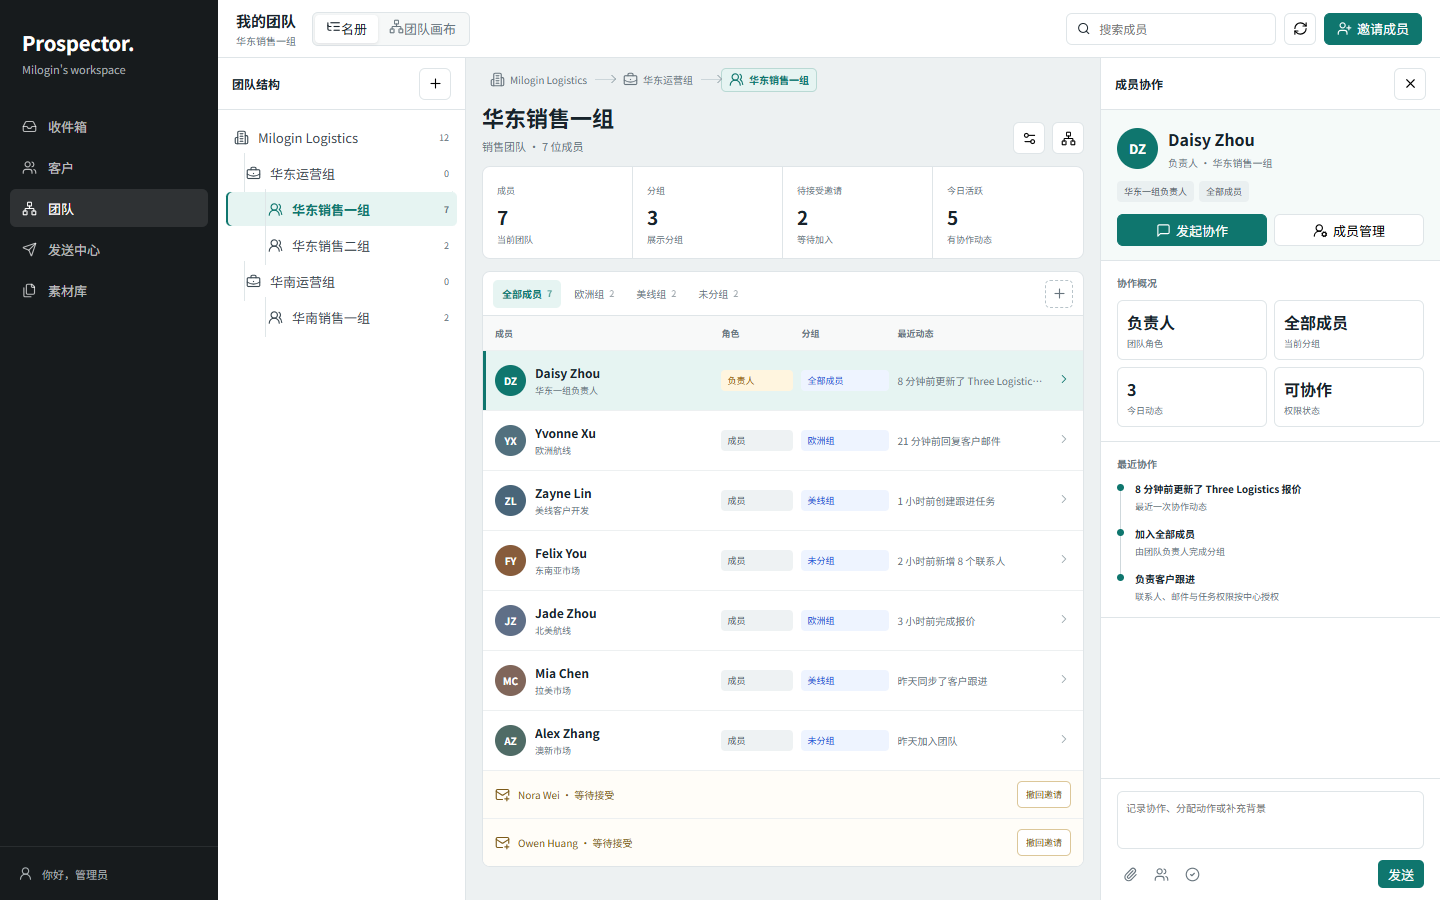 Prospector.
Milogin's workspace
收件箱
客户
团队
发送中心
素材库
你好，管理员
我的团队
华东销售一组
名册
团队画布
搜索成员
邀请成员
团队结构
Milogin Logistics 12
华东运营组 0
华东销售一组 7
华东销售二组 2
华南运营组 0
华南销售一组 2
Milogin Logistics 华东运营组 华东销售一组
华东销售一组
销售团队 · 7 位成员
成员
7
当前团队
分组
3
展示分组
待接受邀请
2
等待加入
今日活跃
5
有协作动态
全部成员 7 欧洲组 2 美线组 2 未分组 2
成员 角色 分组 最近动态
DZ Daisy Zhou
华东一组负责人
负责人 全部成员 8 分钟前更新了 Three Logistic···
YX Yvonne Xu
欧洲航线
成员 欧洲组 21 分钟前回复客户邮件
ZL Zayne Lin
美线客户开发
成员 美线组 1 小时前创建跟进任务
FY Felix You
东南亚市场
成员 未分组 2 小时前新增 8 个联系人
JZ Jade Zhou
北美航线
成员 欧洲组 3 小时前完成报价
MC Mia Chen
拉美市场
成员 美线组 昨天同步了客户跟进
AZ Alex Zhang
澳新市场
成员 未分组 昨天加入团队
Nora Wei · 等待接受 撤回邀请
Owen Huang · 等待接受 撤回邀请
成员协作
DZ Daisy Zhou
负责人 · 华东销售一组
华东一组负责人 全部成员
发起协作 成员管理
协作概况
负责人
团队角色
全部成员
当前分组
3
今日动态
可协作
权限状态
最近协作
8 分钟前更新了 Three Logistics 报价
最近一次协作动态
加入全部成员
由团队负责人完成分组
负责客户跟进
联系人、邮件与任务权限按中心授权
记录协作、分配动作或补充背景
发送